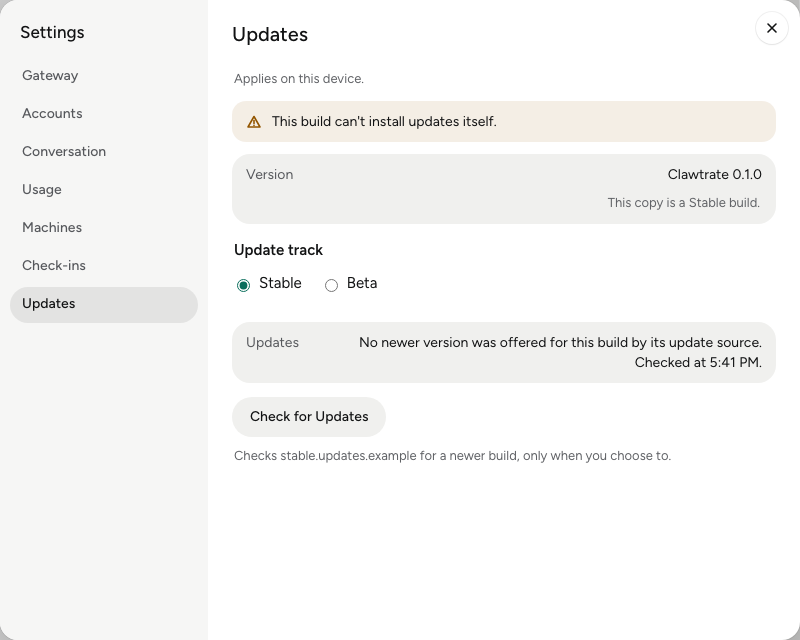 Settings
Gateway
Accounts
Conversation
Usage
Machines
Check-ins
Updates
Updates
Applies on this device.
This build can't install updates itself.
Version
Clawtrate 0.1.0
This copy is a Stable build.
Update track
Stable
Beta
Updates
No newer version was offered for this build by its update source.
Checked at 5:41 PM.
Check for Updates
Checks stable.updates.example for a newer build, only when you choose to.